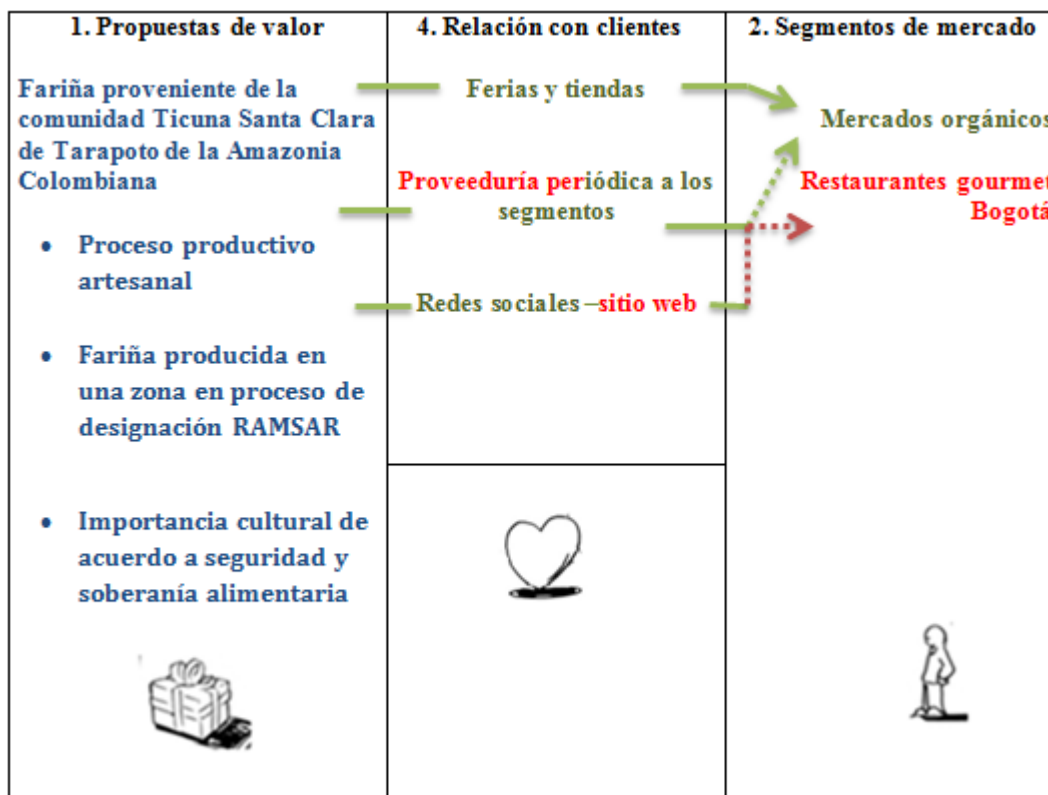 1. Propuestas de valor
Fariña proveniente de la
comunidad Ticuna Santa Clara
de Tarapoto de la Amazonia
Colombiana
• Proceso productivo
artesanal
• Fariña producida en
una zona en proceso de
designación RAMSAR
• Importancia cultural de
acuerdo a seguridad y
soberanía alimentaria
4. Relación con clientes
Ferias y tiendas
Proveeduría periódica a los
segmentos
Redes sociales –sitio web
2. Segmentos de mercado
Mercados orgánicos
Restaurantes gourmet
Bogotá